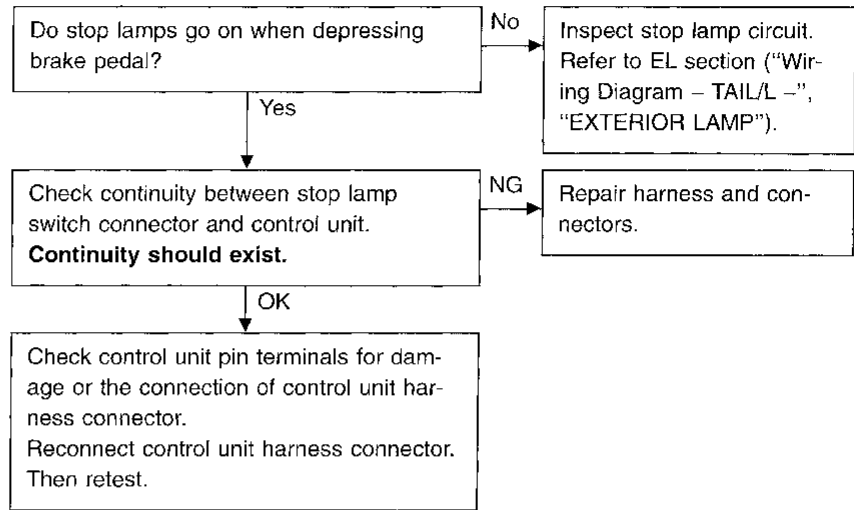 Do stop lamps go on when depressing
brake pedal?
No
Inspect stop lamp circuit.
Refer to EL section (“Wir-
ing Diagram – TAIL/L –”,
“EXTERIOR LAMP”).
Yes
Check continuity between stop lamp
switch connector and control unit.
Continuity should exist.
NG
Repair harness and con-
nectors.
OK
Check control unit pin terminals for dam-
age or the connection of control unit har-
ness connector.
Reconnect control unit harness connector.
Then retest.